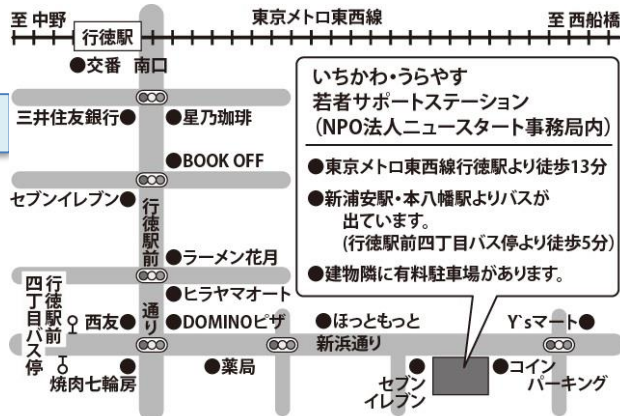 至 中野
東京メトロ東西線
至 西船橋
行徳駅
●交番 南口
三井住友銀行●
●星乃珈琲
●BOOK OFF
セブンイレブン●
行徳駅前通り
●ラーメン花月
●ヒラヤマオート
行徳駅前
四丁目バス停
西友●
●DOMINOピザ
●ほっともっと
Y`sマート●
新浜通り
焼肉七輪房
●薬局
セブン
イレブン
●コイン
パーキング
いちかわ・うらやす
若者サポートステーション
(NPO法人ニュースタート事務局内)
●東京メトロ東西線行徳駅より徒歩13分
●新浦安駅・本八幡駅よりバスが
出ています。
(行徳駅前四丁目バス停より徒歩5分)
●建物隣に有料駐車場があります。